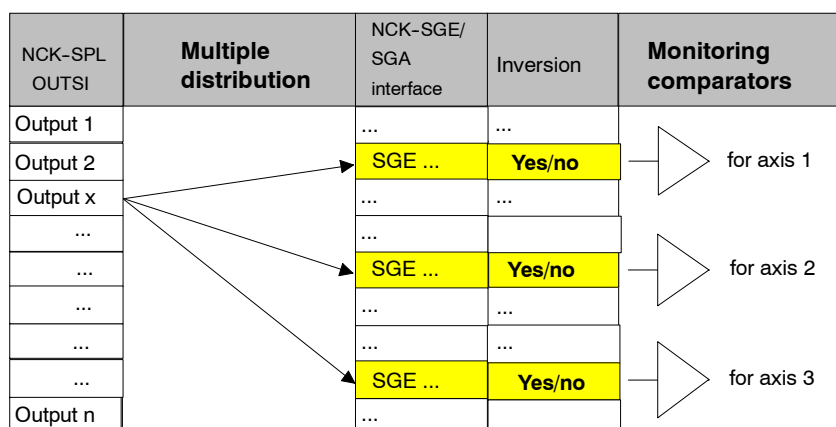 NCK-SPL
OUTSI
Multiple
distribution
NCK-SGE/
SGA
interface
Inversion
Monitoring
comparators
Output 1
...
...
Output 2
SGE ...
Yes/no
for axis 1
Output x
...
...
...
...
...
SGE ...
Yes/no
for axis 2
...
...
...
...
...
...
...
SGE ...
Yes/no
for axis 3
Output n
...